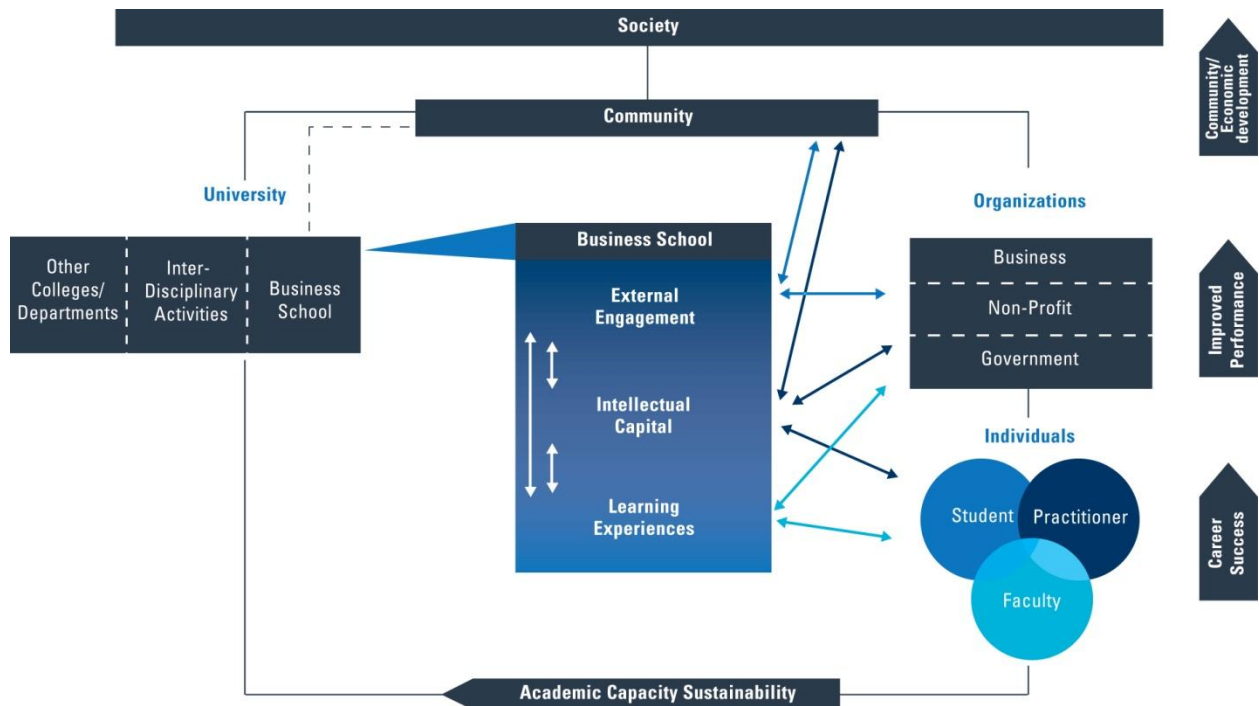 Society
Community/
Economic
development
Community
University
Organizations
Other
Colleges/
Departments
Inter-
Disciplinary
Activities
Business
School
Business School
External
Engagement
Intellectual
Capital
Learning
Experiences
Business
Non-Profit
Government
Improved
Performance
Individuals
Student
Practitioner
Faculty
Career
Success
Academic Capacity Sustainability